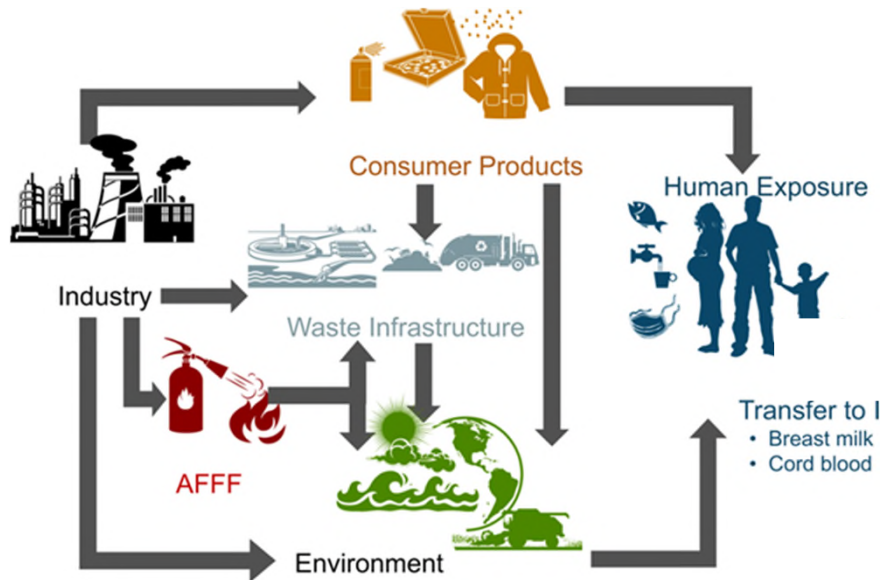 Consumer Products
Human Exposure
Industry
Waste Infrastructure
Transfer to I
• Breast milk
• Cord blood
AFFF
Environment